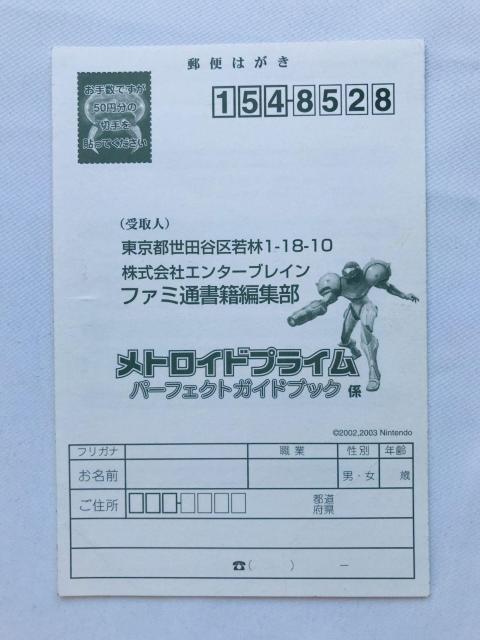 郵便はがき
お手数ですが
50円分の
切手を
貼ってください
154-8528
(受取人)
東京都世田谷区若林1-18-10
株式会社エンターブレイン
ファミ通書籍編集部
メトロイドプライム
パーフェクトガイドブック 係
©2002,2003 Nintendo
フリガナ 職業 性別 年齢
お名前 男・女 歳
ご住所 都道
府県
☎( ) −